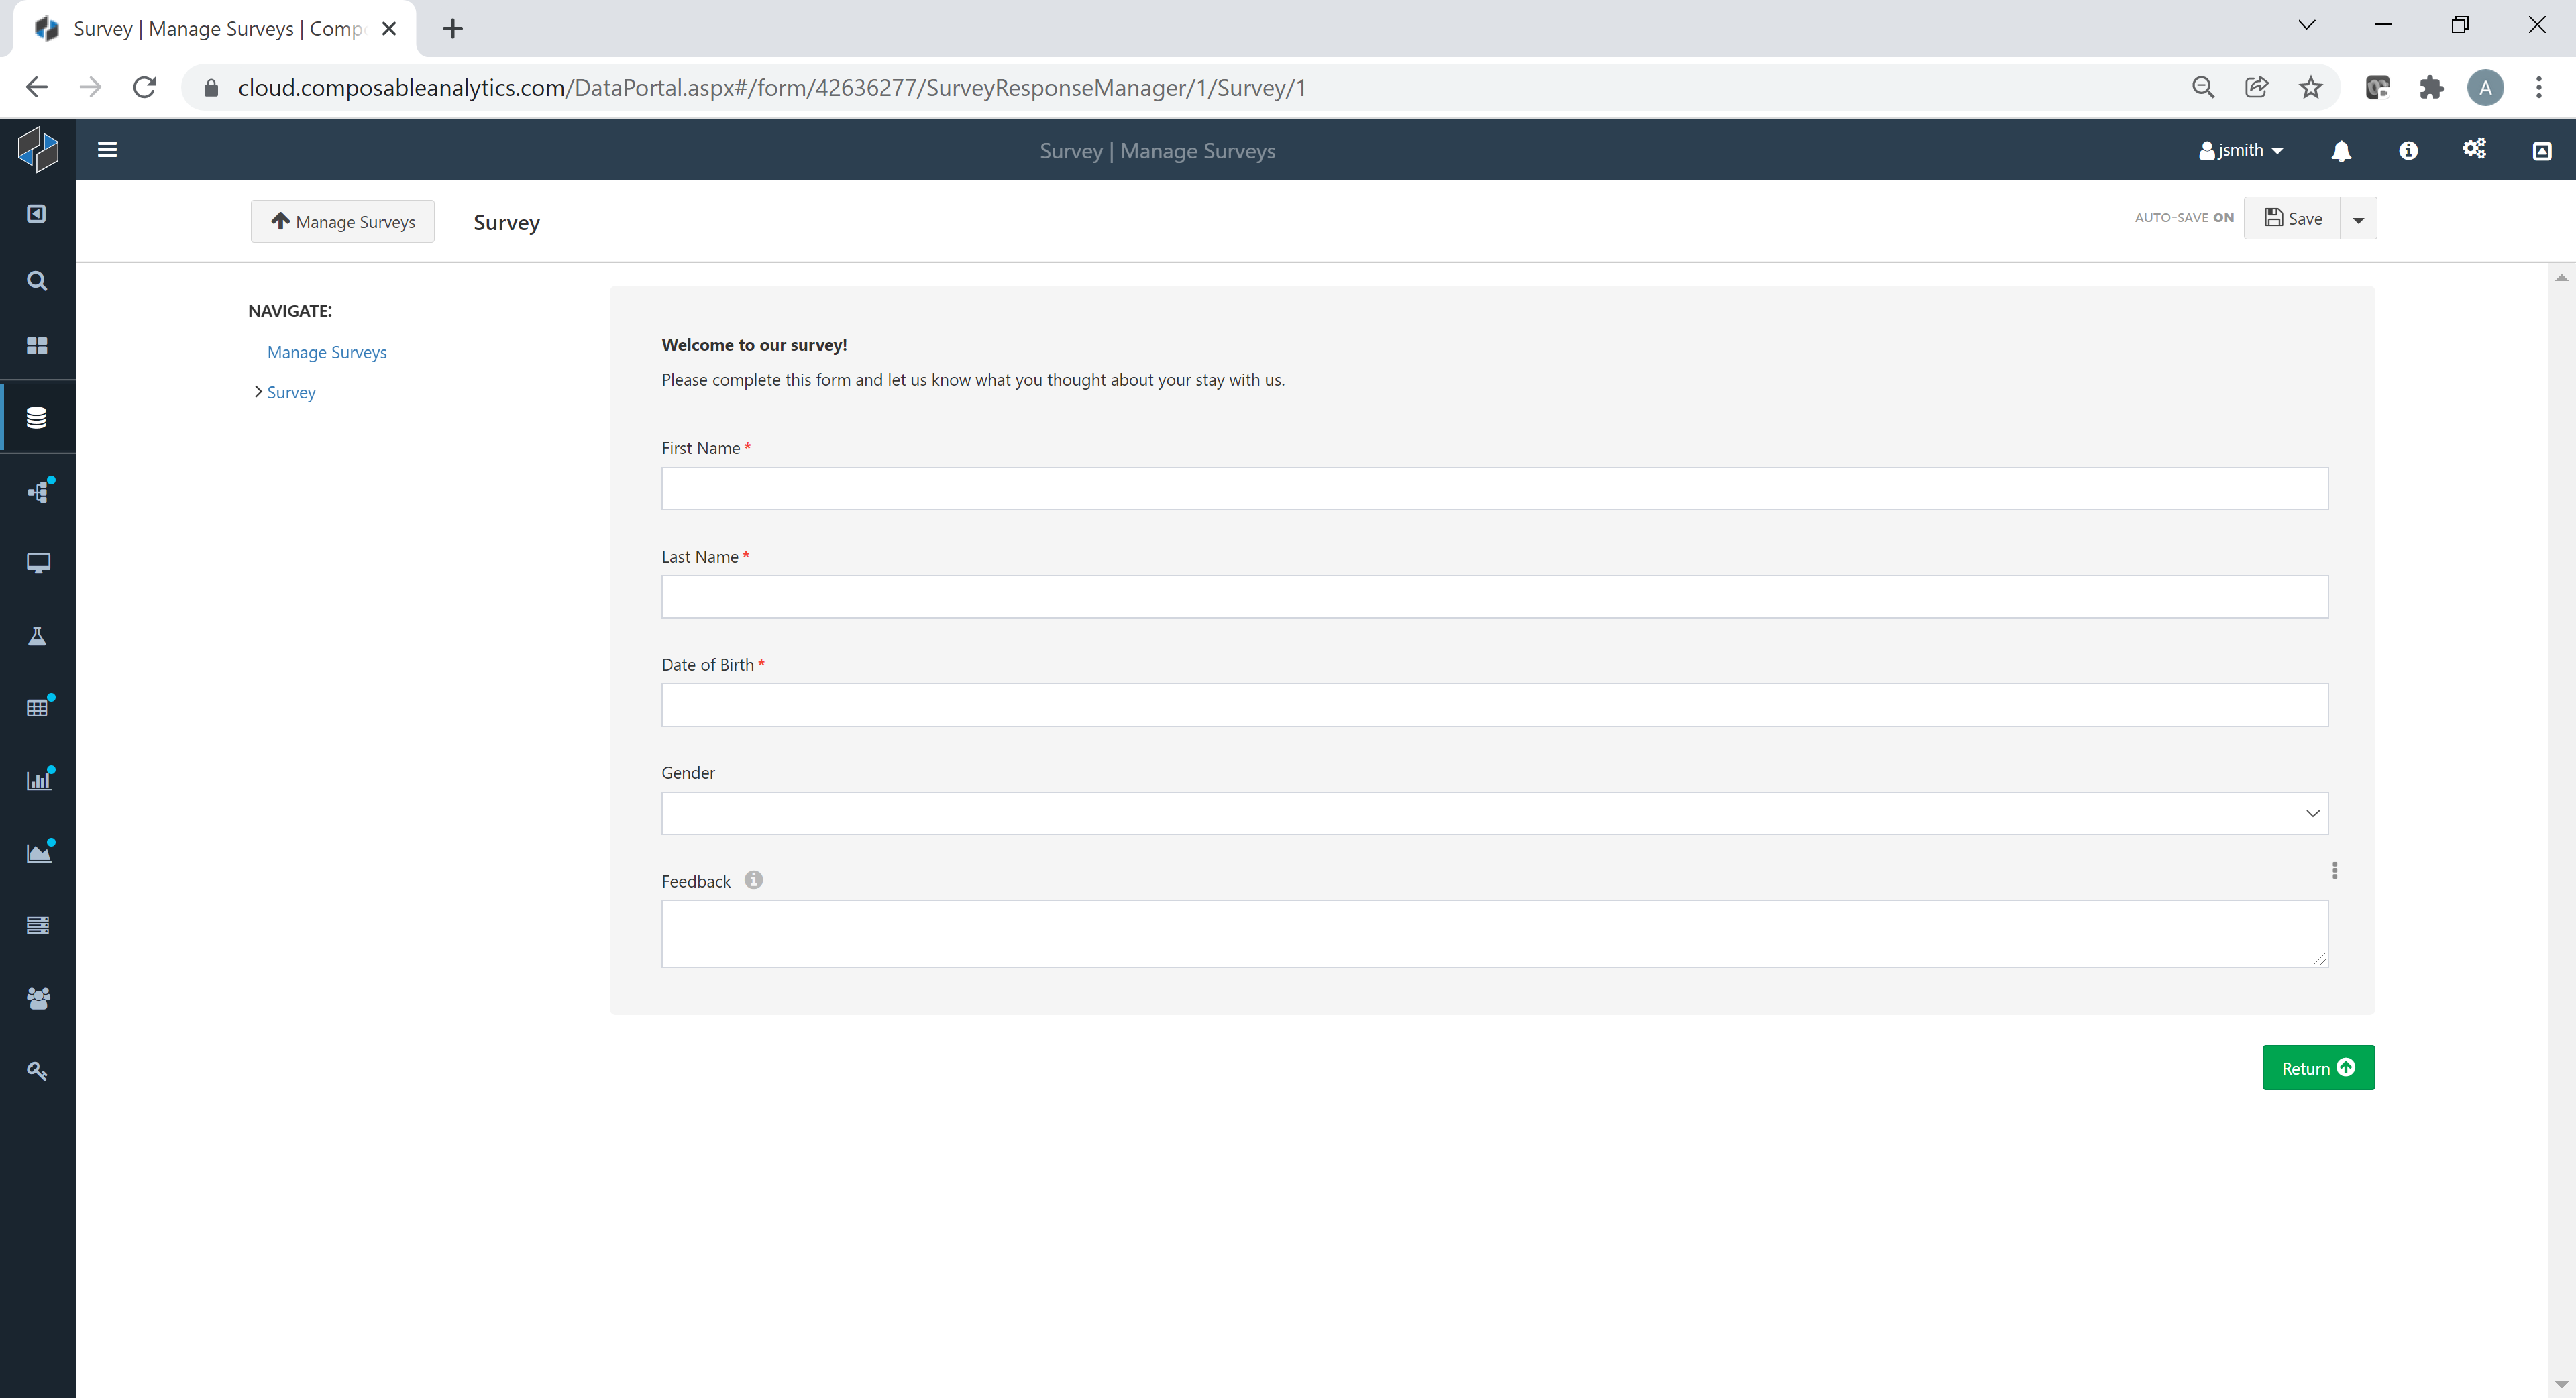 Survey | Manage Surveys | Comp
cloud.composableanalytics.com/DataPortal.aspx#/form/42636277/SurveyResponseManager/1/Survey/1
A
Survey | Manage Surveys
jsmith
Manage Surveys
Survey
AUTO-SAVE ON
Save
NAVIGATE:
Manage Surveys
Survey
Welcome to our survey!
Please complete this form and let us know what you thought about your stay with us.
First Name *
Last Name *
Date of Birth *
Gender
Feedback
Return